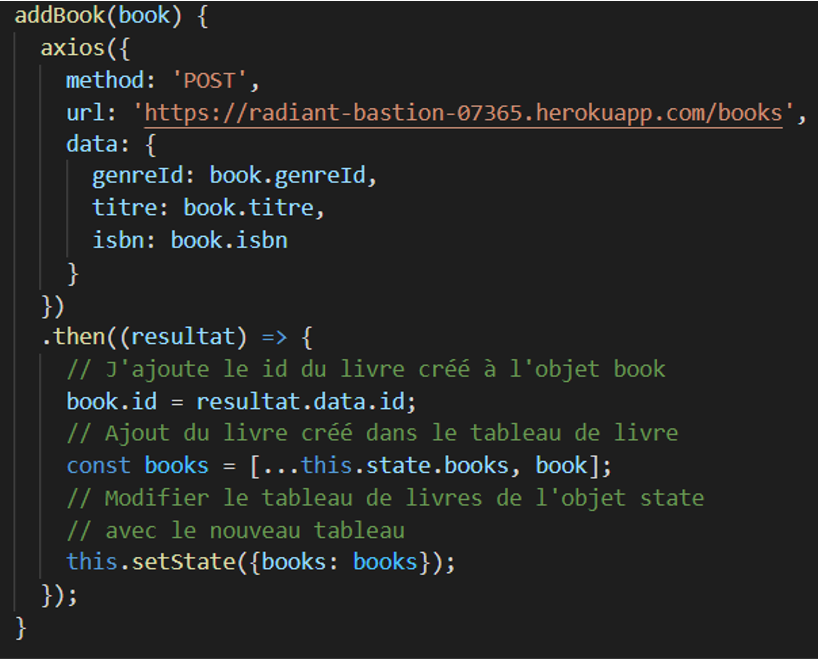 addBook(book) {
axios({
method: 'POST',
url: 'https://radiant-bastion-07365.herokuapp.com/books',
data: {
genreId: book.genreId,
titre: book.titre,
isbn: book.isbn
}
})
.then((resultat) => {
// J'ajoute le id du livre créé à l'objet book
book.id = resultat.data.id;
// Ajout du livre créé dans le tableau de livre
const books = [...this.state.books, book];
// Modifier le tableau de livres de l'objet state
// avec le nouveau tableau
this.setState({books: books});
});
}